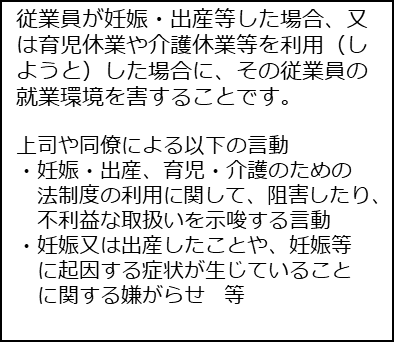 従業員が妊娠・出産等した場合、又
は育児休業や介護休業等を利用（し
ようと）した場合に、その従業員の
就業環境を害することです。
上司や同僚による以下の言動
・妊娠・出産、育児・介護のための
法制度の利用に関して、阻害したり、
不利益な取扱いを示唆する言動
・妊娠又は出産したことや、妊娠等
に起因する症状が生じていること
に関する嫌がらせ　等